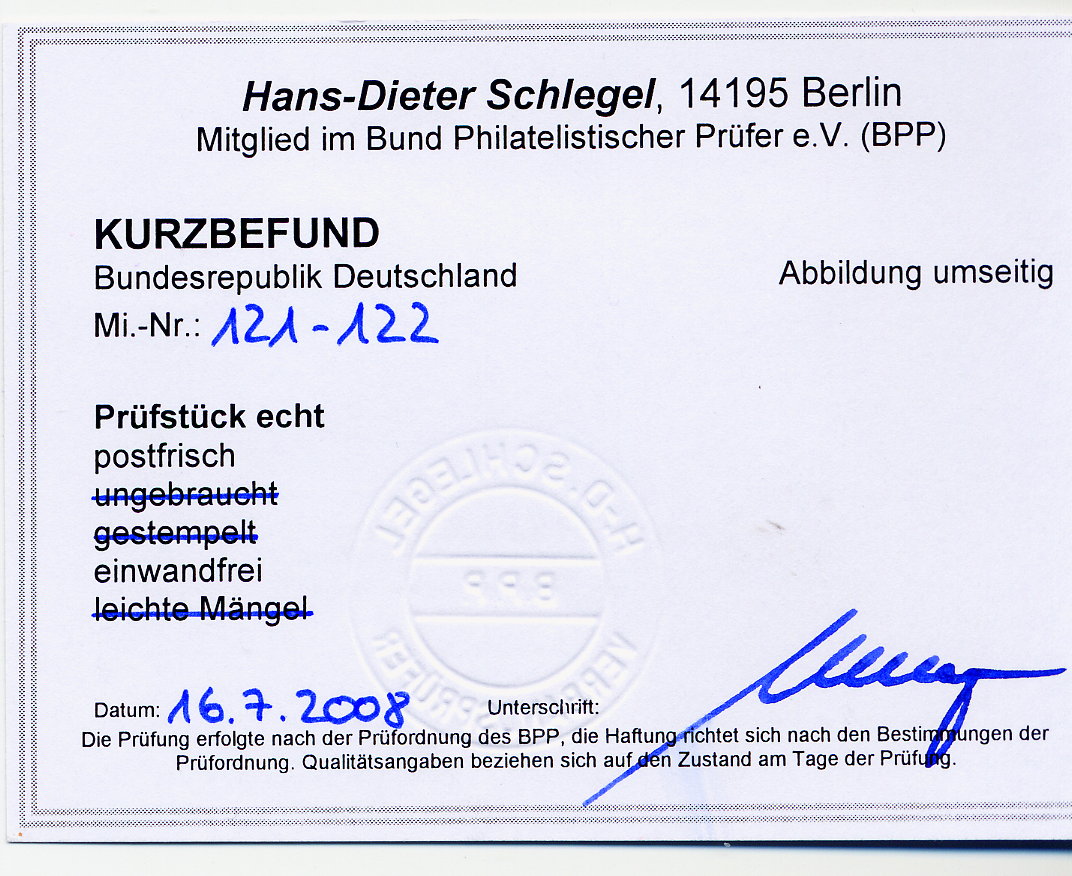 Hans-Dieter Schlegel, 14195 Berlin
Mitglied im Bund Philatelistischer Prüfer e.V. (BPP)
KURZBEFUND
Bundesrepublik Deutschland
Abbildung umseitig
Mi.-Nr.: 121-122
Prüfstück echt
postfrisch
ungebraucht
gestempelt
einwandfrei
leichte Mängel
H.-D. SCHLEGEL
BPP
Datum: 16.7.2008 Unterschrift:
Die Prüfung erfolgte nach der Prüfordnung des BPP, die Haftung richtet sich nach den Bestimmungen der
Prüfordnung. Qualitätsangaben beziehen sich auf den Zustand am Tage der Prüfung.